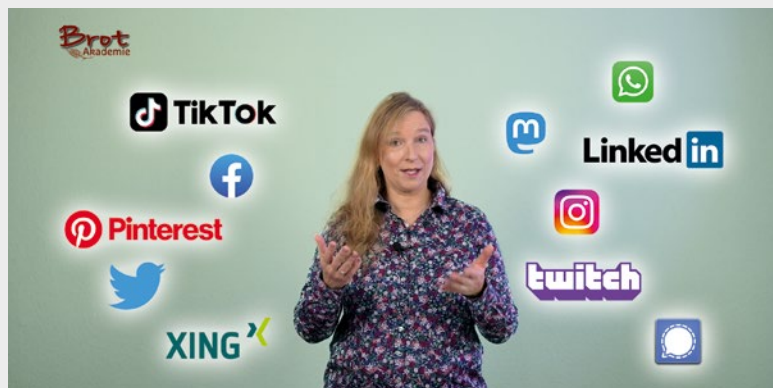 Brot
Akademie
TikTok
Pinterest
XING
LinkedIn
twitch